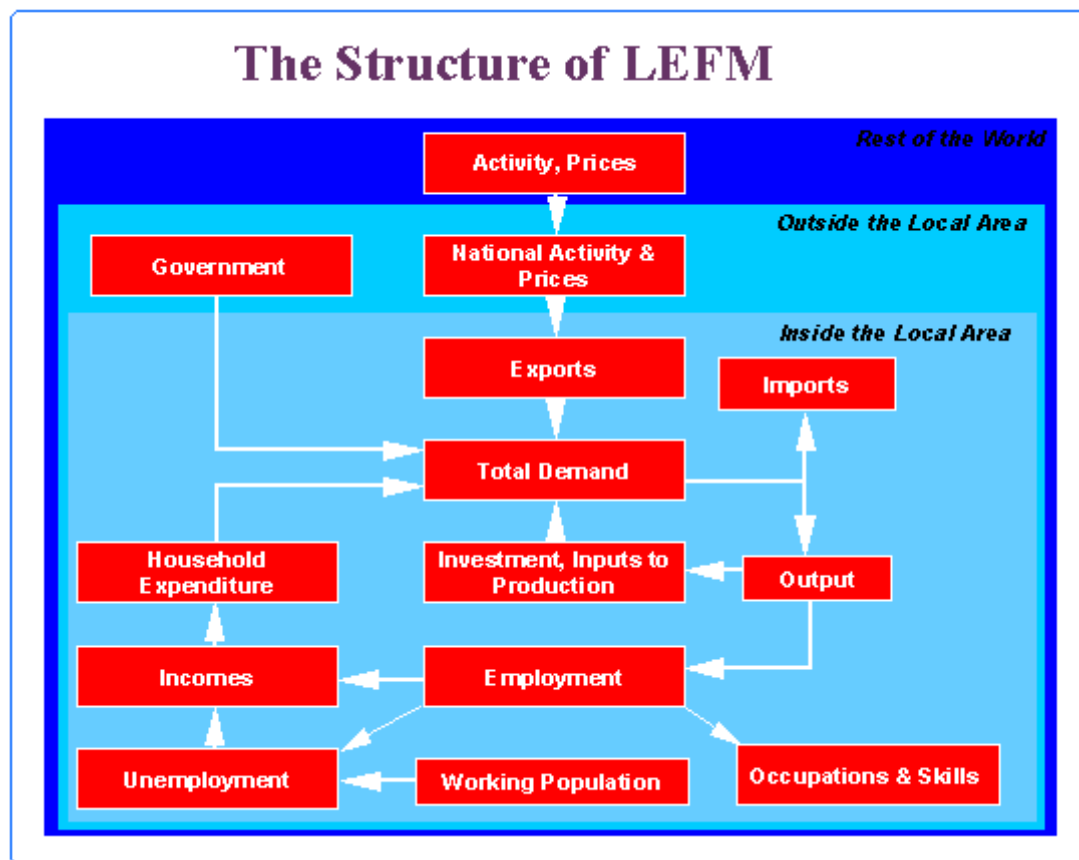 The Structure of LEFM
Rest of the World
Activity, Prices
Outside the Local Area
Government
National Activity &
Prices
Inside the Local Area
Exports
Imports
Total Demand
Household
Expenditure
Investment, Inputs to
Production
Output
Incomes
Employment
Unemployment
Working Population
Occupations & Skills